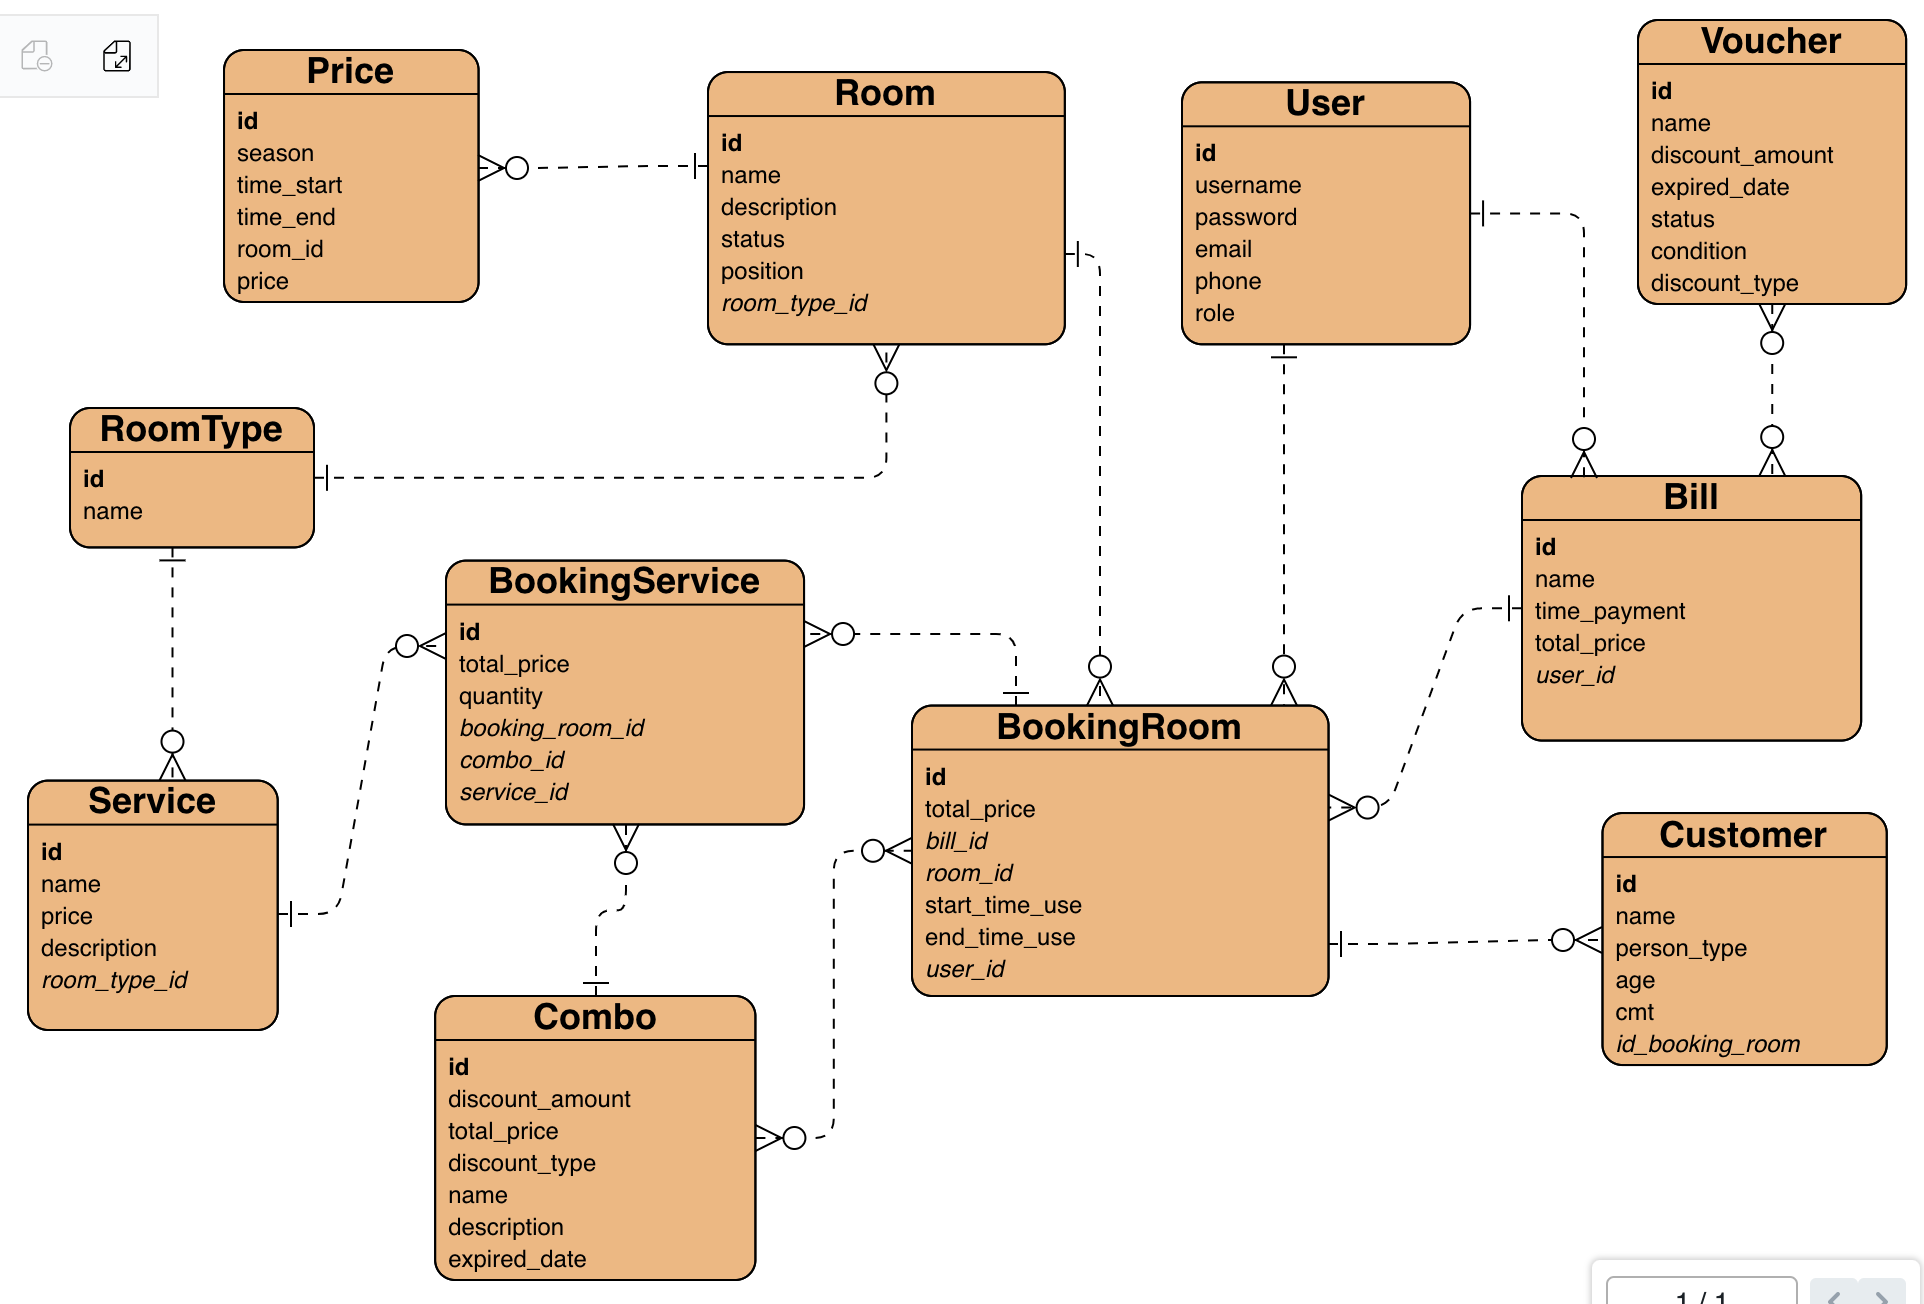 Price
id
season
time_start
time_end
room_id
price
Room
id
name
description
status
position
room_type_id
User
id
username
password
email
phone
role
Voucher
id
name
discount_amount
expired_date
status
condition
discount_type
RoomType
id
name
BookingService
id
total_price
quantity
booking_room_id
combo_id
service_id
Bill
id
name
time_payment
total_price
user_id
Service
id
name
price
description
room_type_id
BookingRoom
id
total_price
bill_id
room_id
start_time_use
end_time_use
user_id
Customer
id
name
person_type
age
cmt
id_booking_room
Combo
id
discount_amount
total_price
discount_type
name
description
expired_date
1 / 1